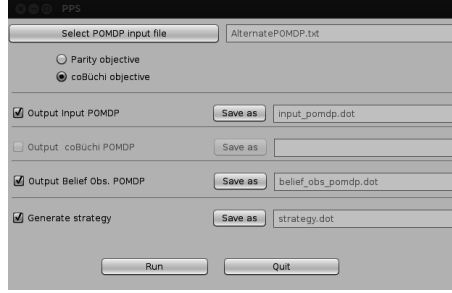 PPS
Select POMDP input file AlternatePOMDP.txt
Parity objective
coBüchi objective
Output Input POMDP Save as input_pomdp.dot
Output coBüchi POMDP Save as
Output Belief Obs. POMDP Save as belief_obs_pomdp.dot
Generate strategy Save as strategy.dot
Run Quit